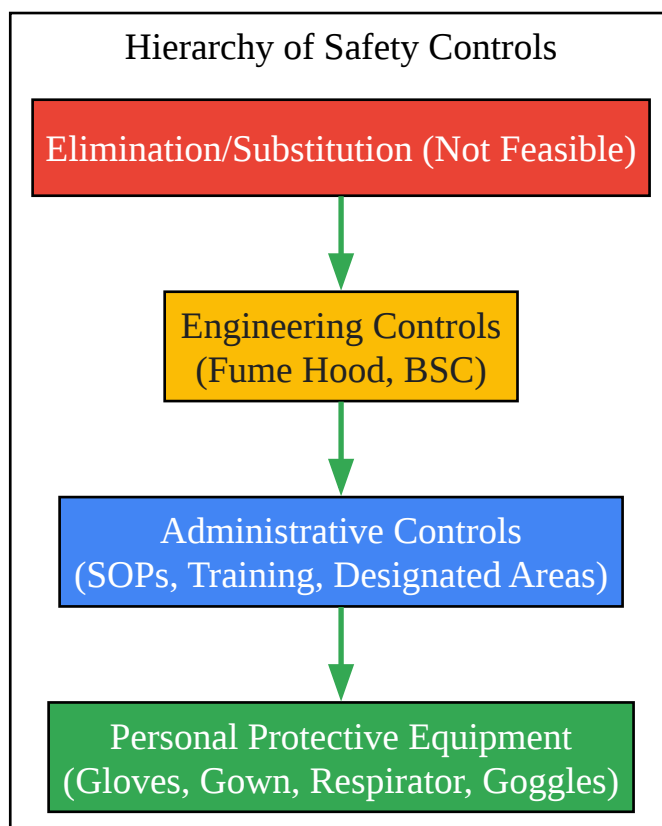 Hierarchy of Safety Controls
Elimination/Substitution (Not Feasible)
Engineering Controls
(Fume Hood, BSC)
Administrative Controls
(SOPs, Training, Designated Areas)
Personal Protective Equipment
(Gloves, Gown, Respirator, Goggles)